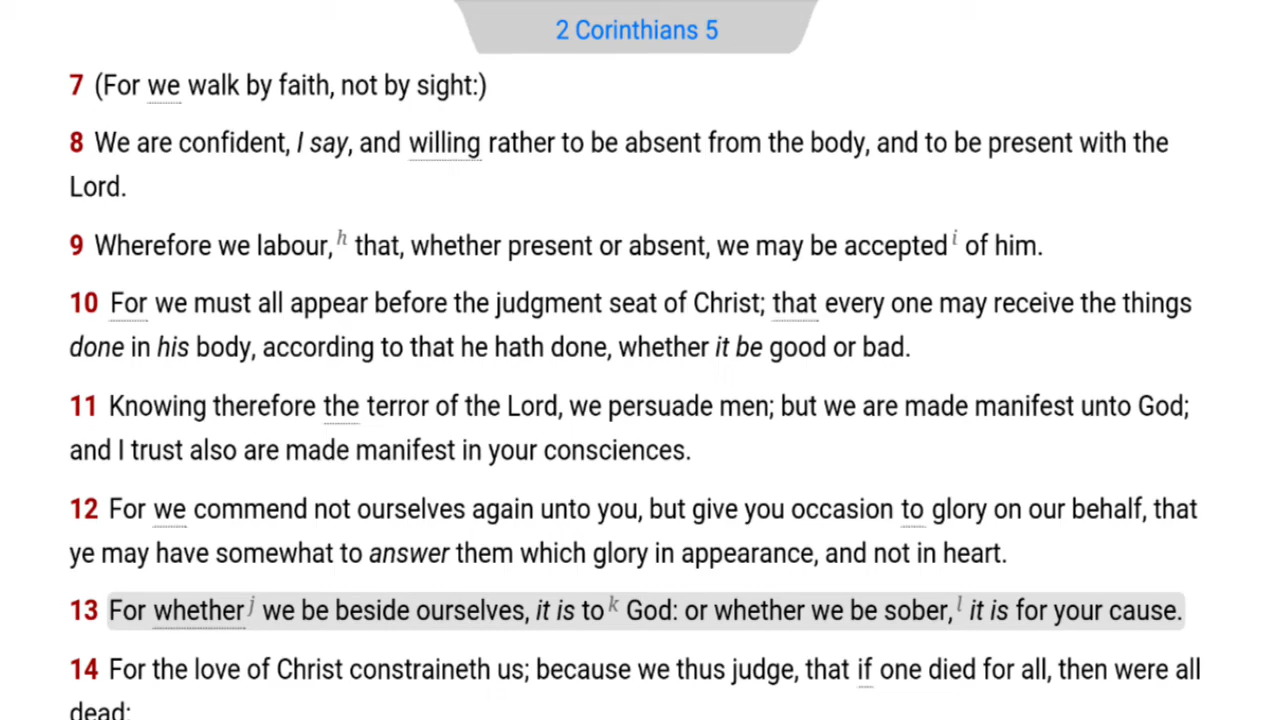 2 Corinthians 5
7 (For we walk by faith, not by sight:)
8 We are confident, I say, and willing rather to be absent from the body, and to be present with the
Lord.
9 Wherefore we labour, h that, whether present or absent, we may be accepted i of him.
10 For we must all appear before the judgment seat of Christ; that every one may receive the things
done in his body, according to that he hath done, whether it be good or bad.
11 Knowing therefore the terror of the Lord, we persuade men; but we are made manifest unto God;
and I trust also are made manifest in your consciences.
12 For we commend not ourselves again unto you, but give you occasion to glory on our behalf, that
ye may have somewhat to answer them which glory in appearance, and not in heart.
13 For whether j we be beside ourselves, it is to k God: or whether we be sober, l it is for your cause.
14 For the love of Christ constraineth us; because we thus judge, that if one died for all, then were all
dead: